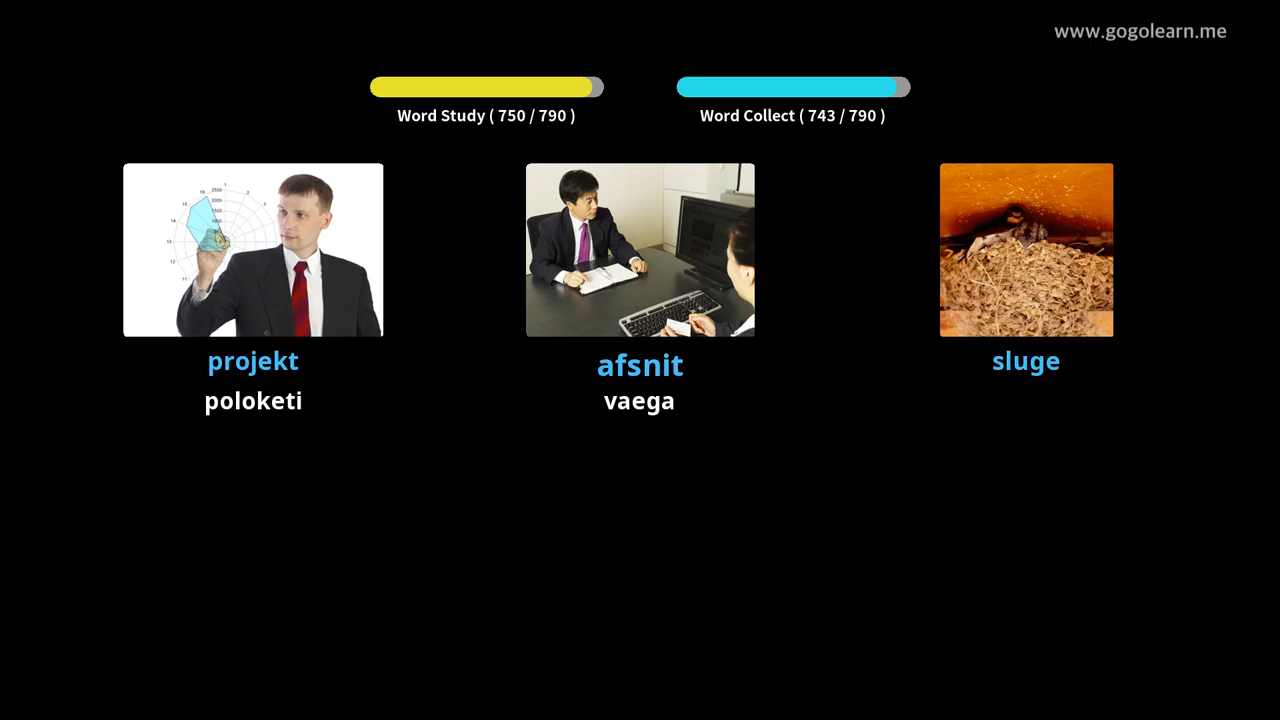 www.gogolearn.me
Word Study ( 750 / 790 )
Word Collect ( 743 / 790 )
projekt
afsnit
sluge
poloketi
vaega